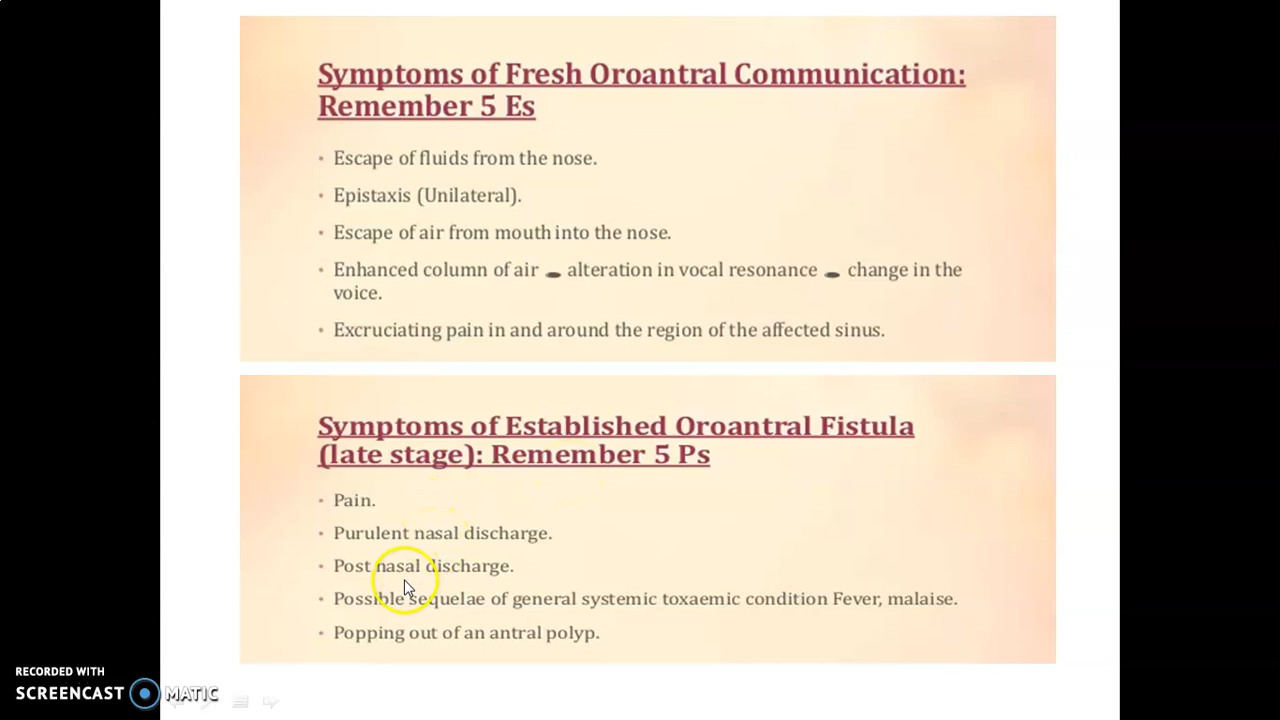 Symptoms of Fresh Oroantral Communication:
Remember 5 Es
• Escape of fluids from the nose.
• Epistaxis (Unilateral).
• Escape of air from mouth into the nose.
• Enhanced column of air - alteration in vocal resonance - change in the
voice.
• Excruciating pain in and around the region of the affected sinus.
Symptoms of Established Oroantral Fistula
(late stage): Remember 5 Ps
• Pain.
• Purulent nasal discharge.
• Post nasal discharge.
• Possible sequelae of general systemic toxaemic condition Fever, malaise.
• Popping out of an antral polyp.
RECORDED WITH
SCREENCAST MATIC